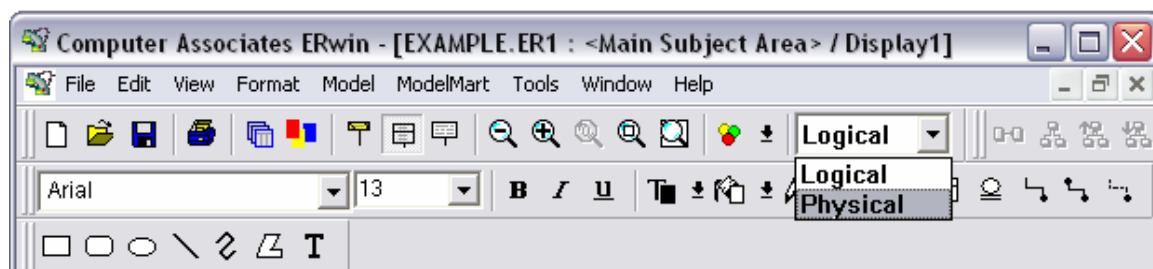 Computer Associates ERwin - [EXAMPLE.ER1 : <Main Subject Area> / Display1]
File Edit View Format Model ModelMart Tools Window Help
Logical
Arial 13 B I U T
Logical
Physical
T